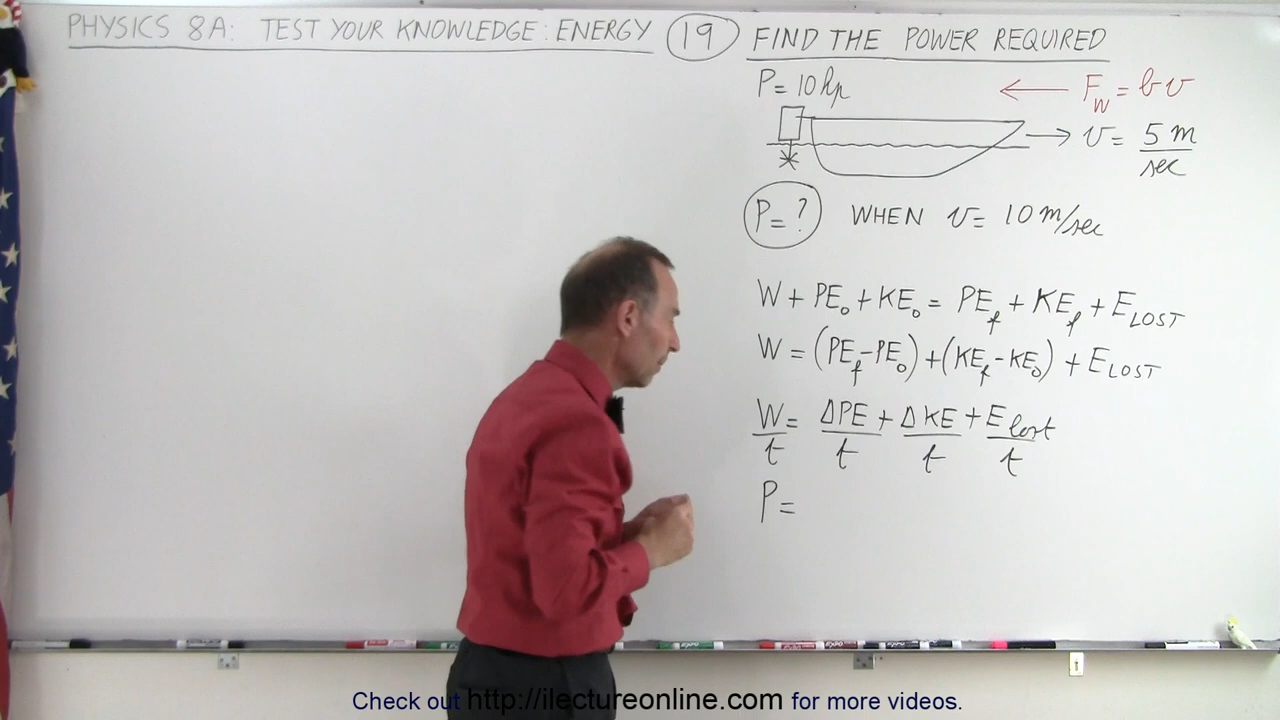 PHYSICS 8A: TEST YOUR KNOWLEDGE: ENERGY 19 FIND THE POWER REQUIRED
P = 10 hp
F_W = bv
v = 5 m/sec
P = ? WHEN v = 10 m/sec
W + PE₀ + KE₀ = PE_f + KE_f + E_LOST
W = (PE_f - PE₀) + (KE_f - KE₀) + E_LOST
W/t = ΔPE/t + ΔKE/t + E_lost/t
P =
Check out http://ilectureonline.com for more videos.